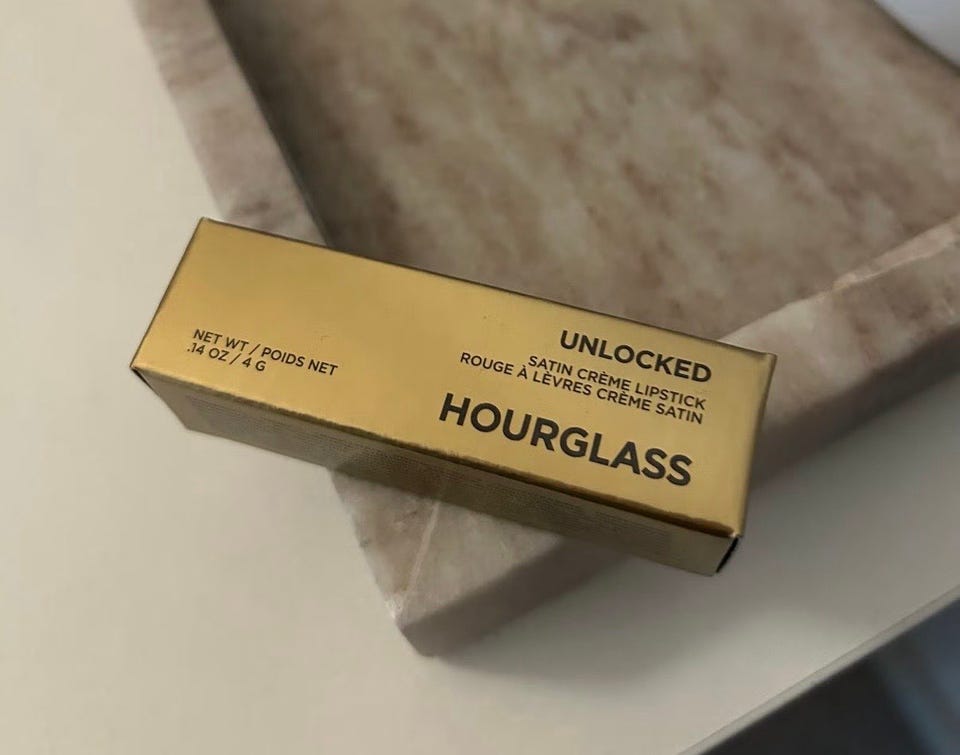 NET WT / POIDS NET
.14 OZ / 4 G
UNLOCKED
SATIN CRÈME LIPSTICK
ROUGE À LÈVRES CRÈME SATIN
HOURGLASS